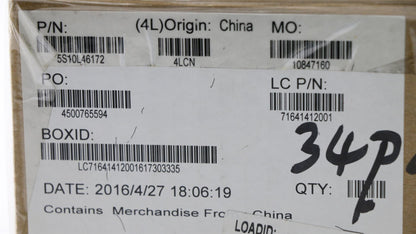 P/N: (4L)Origin: China MO:
5S10L46172 4LCN 10847160
PO: LC P/N:
4500765594 71641412001
BOXID:
LC71641412001617303335
34P
DATE: 2016/4/27 18:06:19 QTY:
Contains Merchandise From China
LOADID: